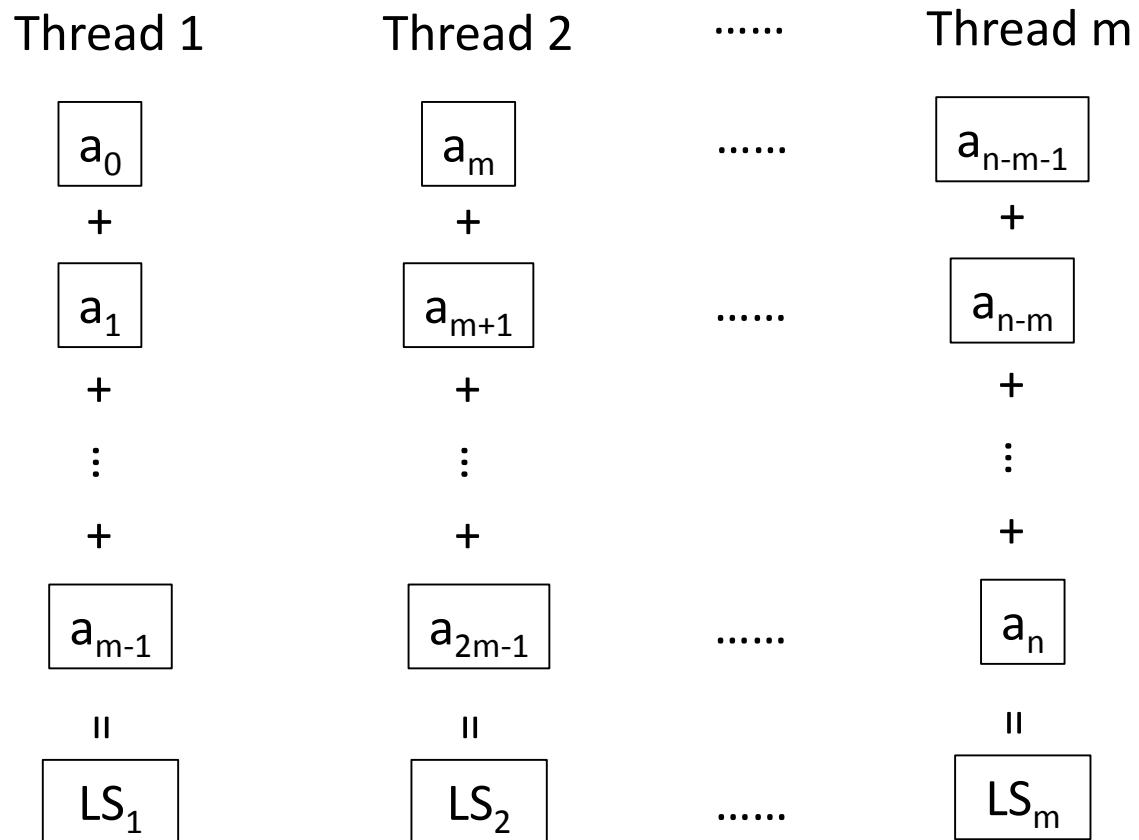 Thread 1 Thread 2 …… Thread m
a₀ aₘ …… aₙ₋ₘ₋₁
+ + +
a₁ aₘ₊₁ …… aₙ₋ₘ
+ + +
⋮ ⋮ ⋮
+ + +
aₘ₋₁ a₂ₘ₋₁ …… aₙ
= = =
LS₁ LS₂ …… LSₘ